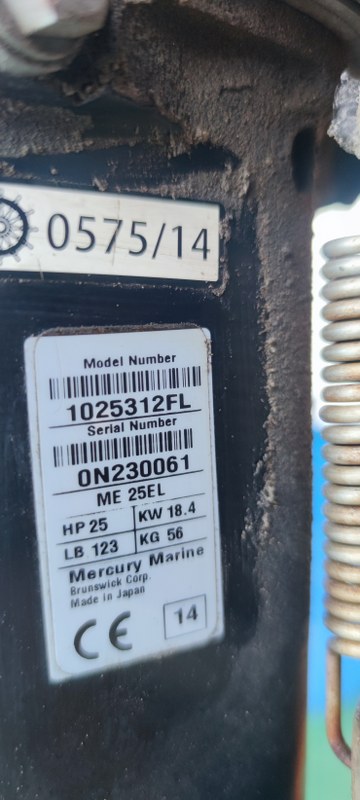 0575/14
Model Number
1025312FL
Serial Number
0N230061
ME 25EL
HP 25 KW 18.4
LB 123 KG 56
Mercury Marine
Brunswick Corp.
Made in Japan
CE 14